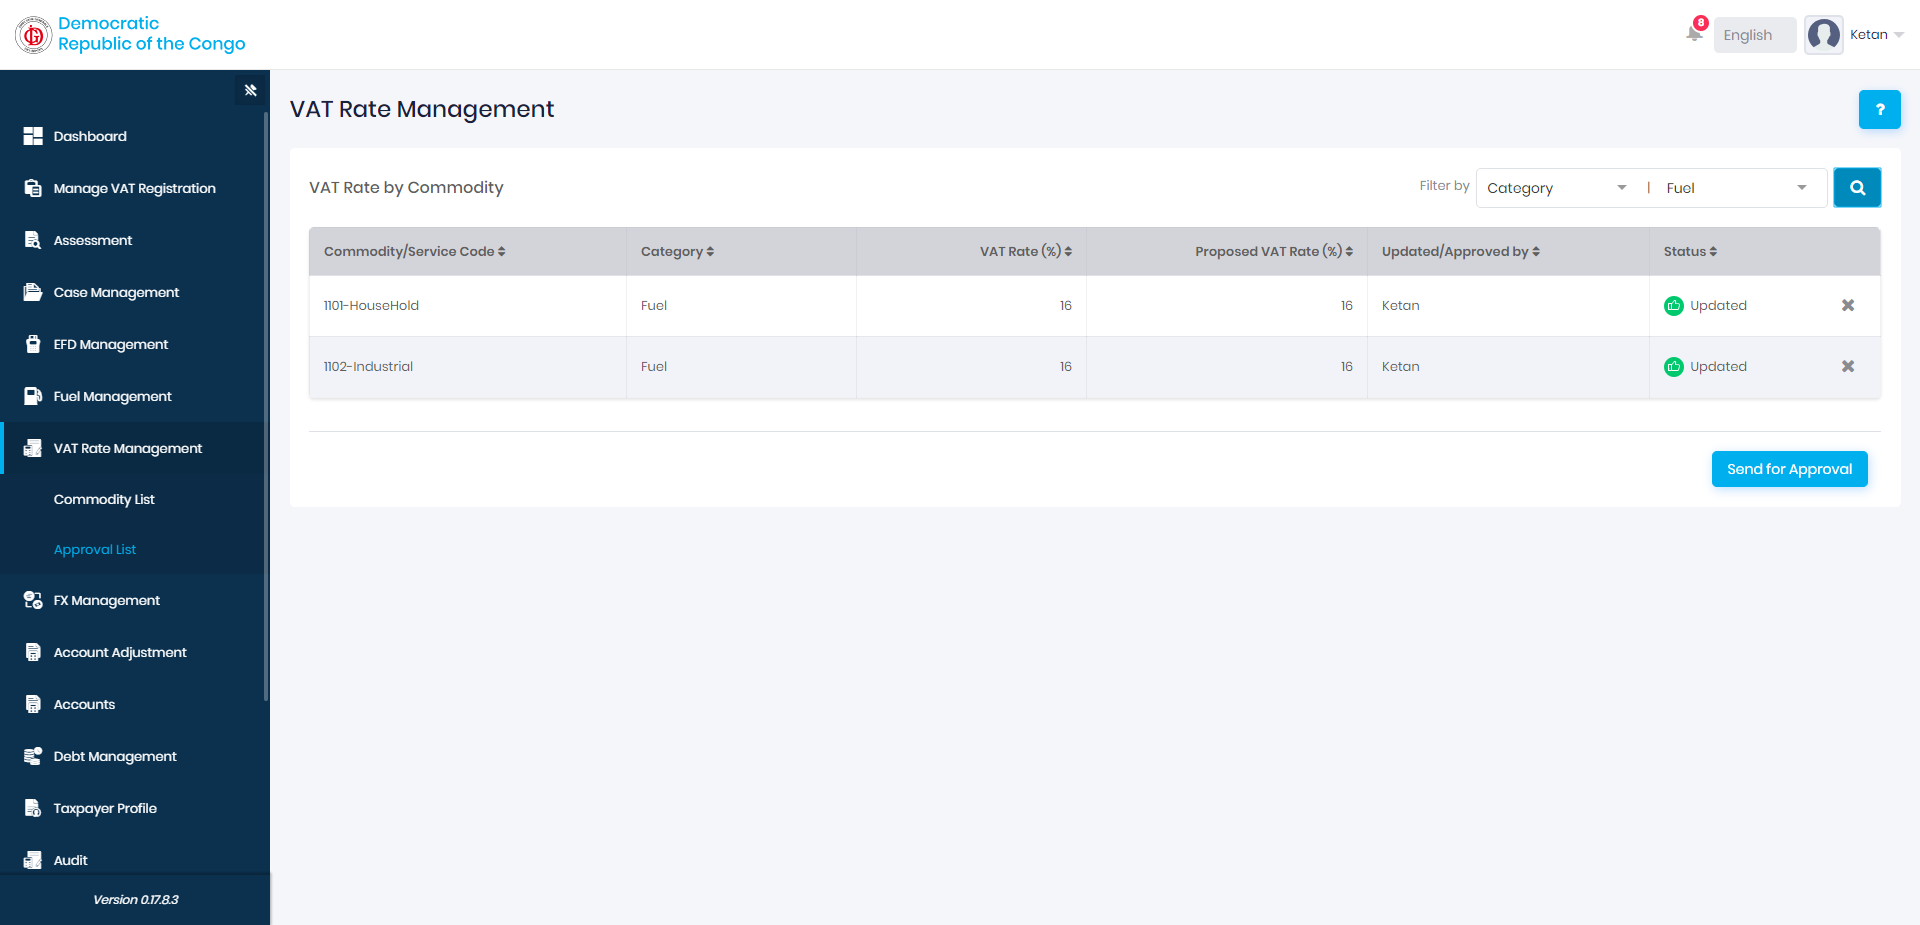 Democratic
Republic of the Congo
8
English
Ketan
Dashboard
Manage VAT Registration
Assessment
Case Management
EFD Management
Fuel Management
VAT Rate Management
Commodity List
Approval List
FX Management
Account Adjustment
Accounts
Debt Management
Taxpayer Profile
Audit
Version 0.17.8.3
VAT Rate Management
?
VAT Rate by Commodity
Filter by Category | Fuel
Commodity/Service Code Category VAT Rate (%) Proposed VAT Rate (%) Updated/Approved by Status
1101-HouseHold Fuel 16 16 Ketan Updated
1102-Industrial Fuel 16 16 Ketan Updated
Send for Approval